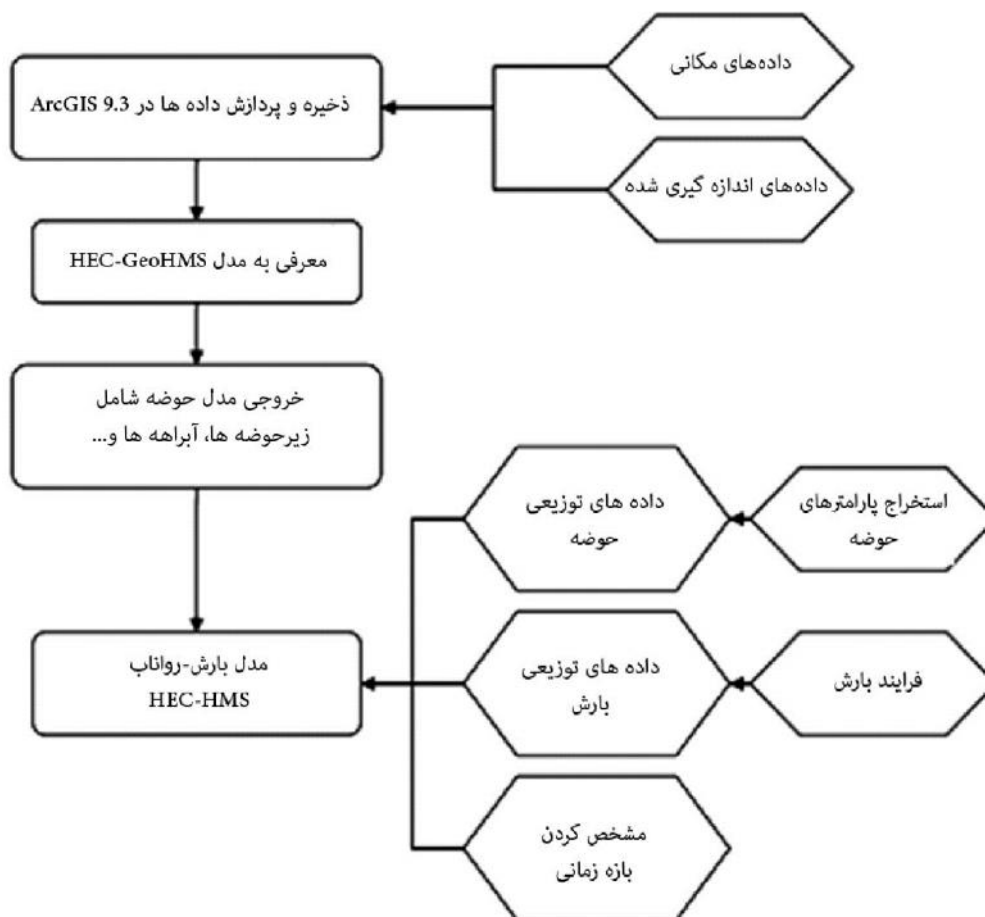 داده‌های مکانی
ذخیره و پردازش داده ها در ArcGIS 9.3
داده‌های اندازه گیری شده
معرفی به مدل HEC-GeoHMS
خروجی مدل حوضه شامل
زیرحوضه ها، آبراهه ها و...
استخراج پارامترهای
حوضه
داده های توزیعی
حوضه
فرایند بارش
داده های توزیعی
بارش
مدل بارش-رواناب
HEC-HMS
مشخص کردن
بازه زمانی